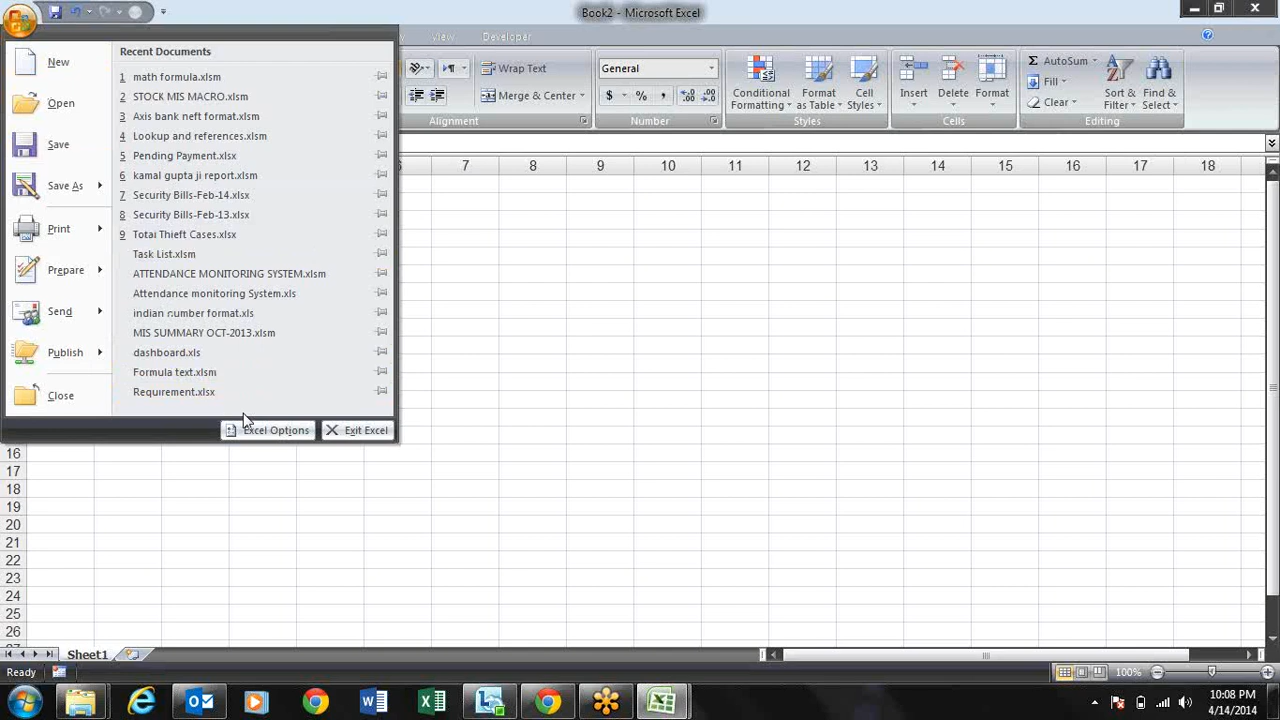 Book2 - Microsoft Excel
View
Developer
New
Open
Save
Save As
Print
Prepare
Send
Publish
Close
Recent Documents
1 math formula.xlsm
2 STOCK MIS MACRO.xlsm
3 Axis bank neft format.xlsm
4 Lookup and references.xlsm
5 Pending Payment.xlsx
6 kamal gupta ji report.xlsm
7 Security Bills-Feb-14.xlsx
8 Security Bills-Feb-13.xlsx
9 Total Thieft Cases.xlsx
Task List.xlsm
ATTENDANCE MONITORING SYSTEM.xlsm
Attendance monitoring System.xls
indian number format.xls
MIS SUMMARY OCT-2013.xlsm
dashboard.xls
Formula text.xlsm
Requirement.xlsx
Excel Options
Exit Excel
Wrap Text
Merge & Center
Alignment
General
$ % ,
Number
Conditional Formatting
Format as Table
Cell Styles
Styles
Insert
Delete
Format
Cells
AutoSum
Fill
Clear
Sort & Filter
Find & Select
Editing
7 8 9 10 11 12 13 14 15 16 17 18
16
17
18
19
20
21
22
23
24
25
26
Sheet1
Ready
100%
10:08 PM
4/14/2014